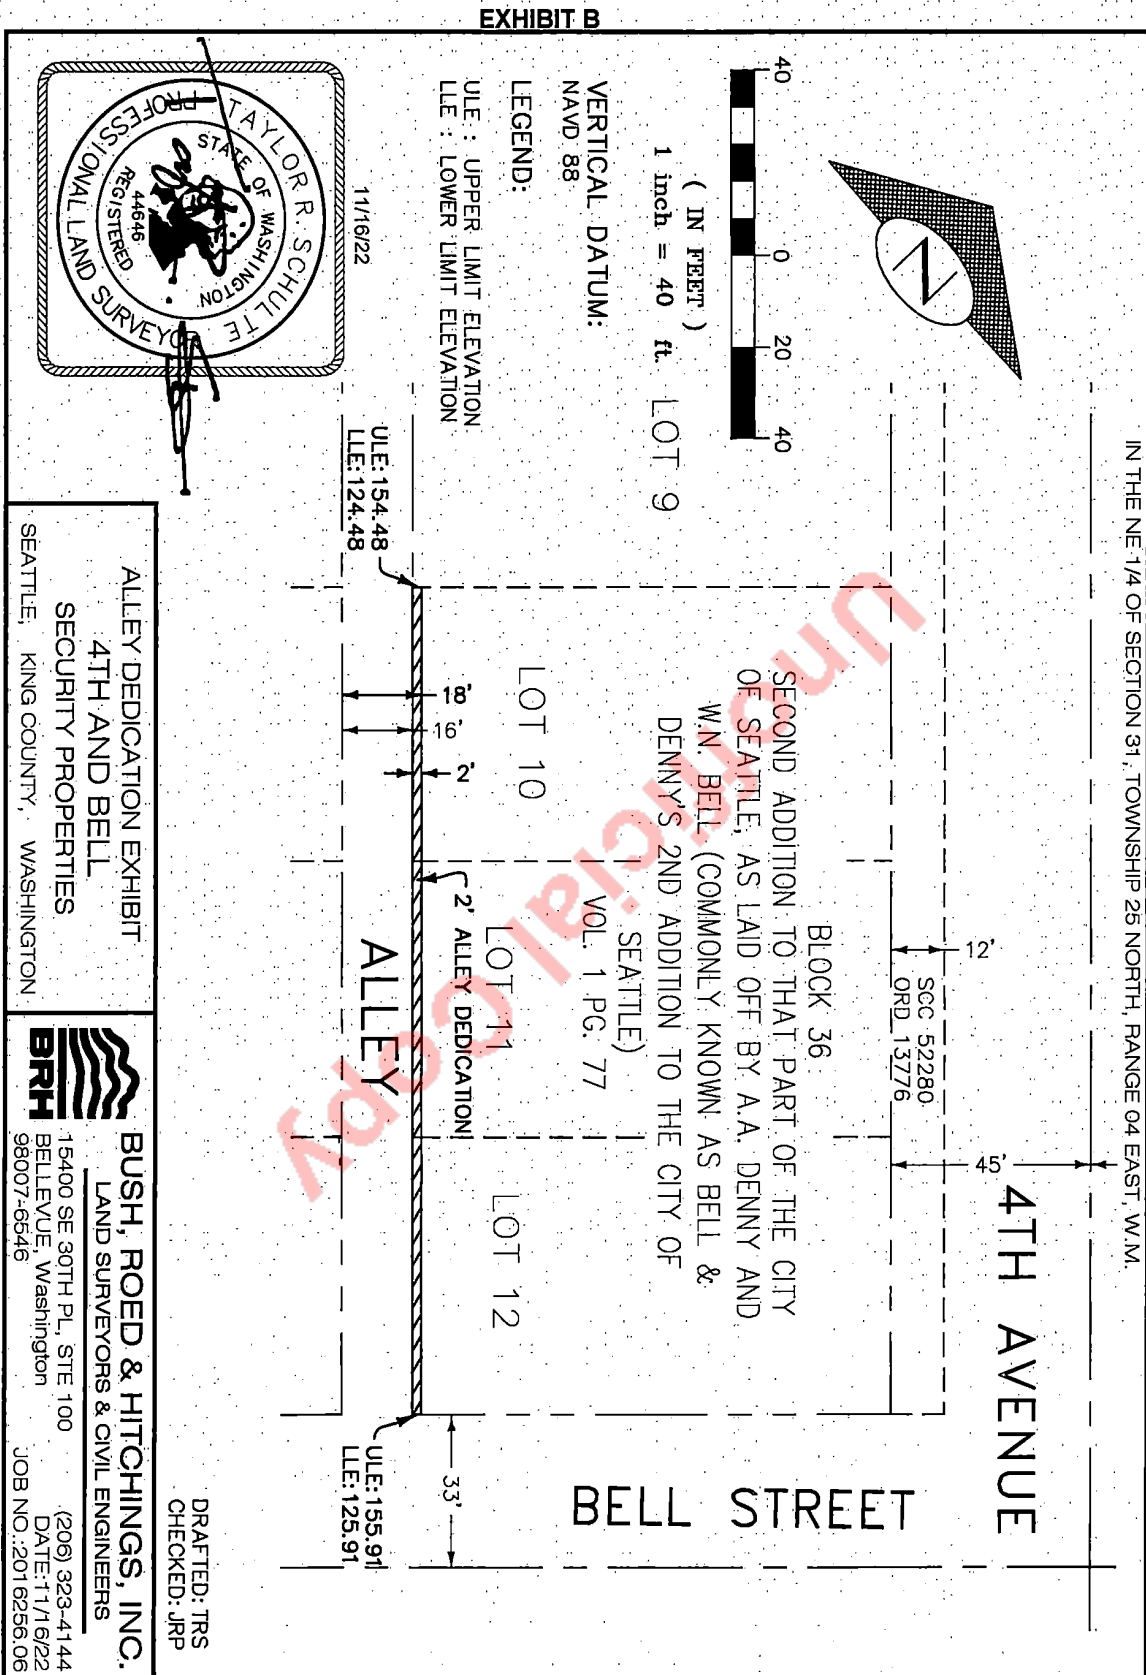 EXHIBIT B
IN THE NE 1/4 OF SECTION 31, TOWNSHIP 25 NORTH, RANGE 04 EAST, W.M.
N
40 0 20 40
( IN FEET )
1 inch = 40 ft.
VERTICAL DATUM:
NAVD 88
LEGEND:
ULE : UPPER LIMIT ELEVATION
LLE : LOWER LIMIT ELEVATION
4TH AVENUE
45'
12'
SCC 52280
ORD 13776
BLOCK 36
SECOND ADDITION TO THAT PART OF THE CITY
OF SEATTLE, AS LAID OFF BY A.A. DENNY AND
W.N. BELL (COMMONLY KNOWN AS BELL &
DENNY'S 2ND ADDITION TO THE CITY OF
SEATTLE)
VOL. 1 PG. 77
LOT 9
LOT 10
LOT 11
LOT 12
BELL STREET
33'
18'
16'
2'
2' ALLEY DEDICATION
ALLEY
ULE:154.48
LLE:124.48
ULE:155.91
LLE:125.91
Unofficial Copy
11/16/22
TAYLOR R. SCHULTE
STATE OF WASHINGTON
44646
REGISTERED
PROFESSIONAL LAND SURVEYOR
DRAFTED: TRS
CHECKED: JRP
ALLEY DEDICATION EXHIBIT
4TH AND BELL
SECURITY PROPERTIES
SEATTLE, KING COUNTY, WASHINGTON
BRH
BUSH, ROED & HITCHINGS, INC.
LAND SURVEYORS & CIVIL ENGINEERS
15400 SE 30TH PL, STE 100
BELLEVUE, Washington
98007-6546
(206) 323-4144
DATE:11/16/22
JOB NO.:2016256.06